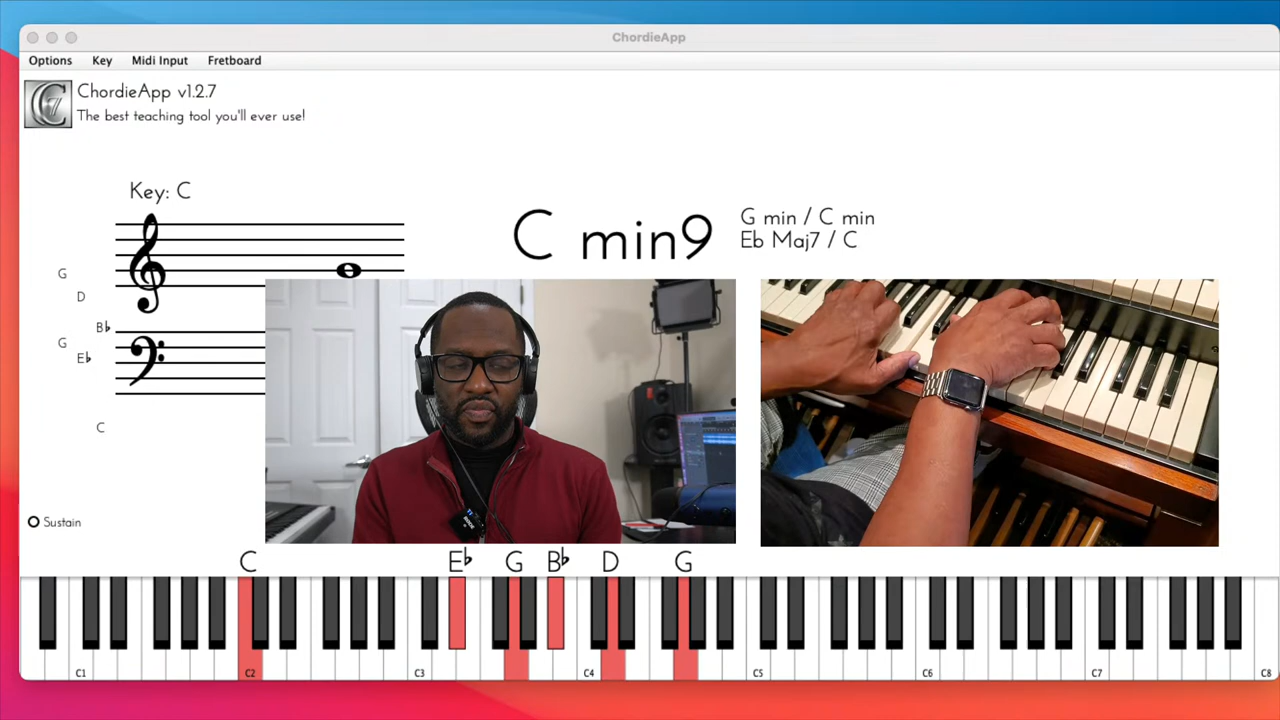 ChordieApp
Options Key Midi Input Fretboard
ChordieApp v1.2.7
The best teaching tool you'll ever use!
Key: C
C min9
G min / C min
Eb Maj7 / C
G
D
B♭
G
E♭
C
Sustain
C E♭ G B♭ D G
C1 C2 C3 C4 C5 C6 C7 C8